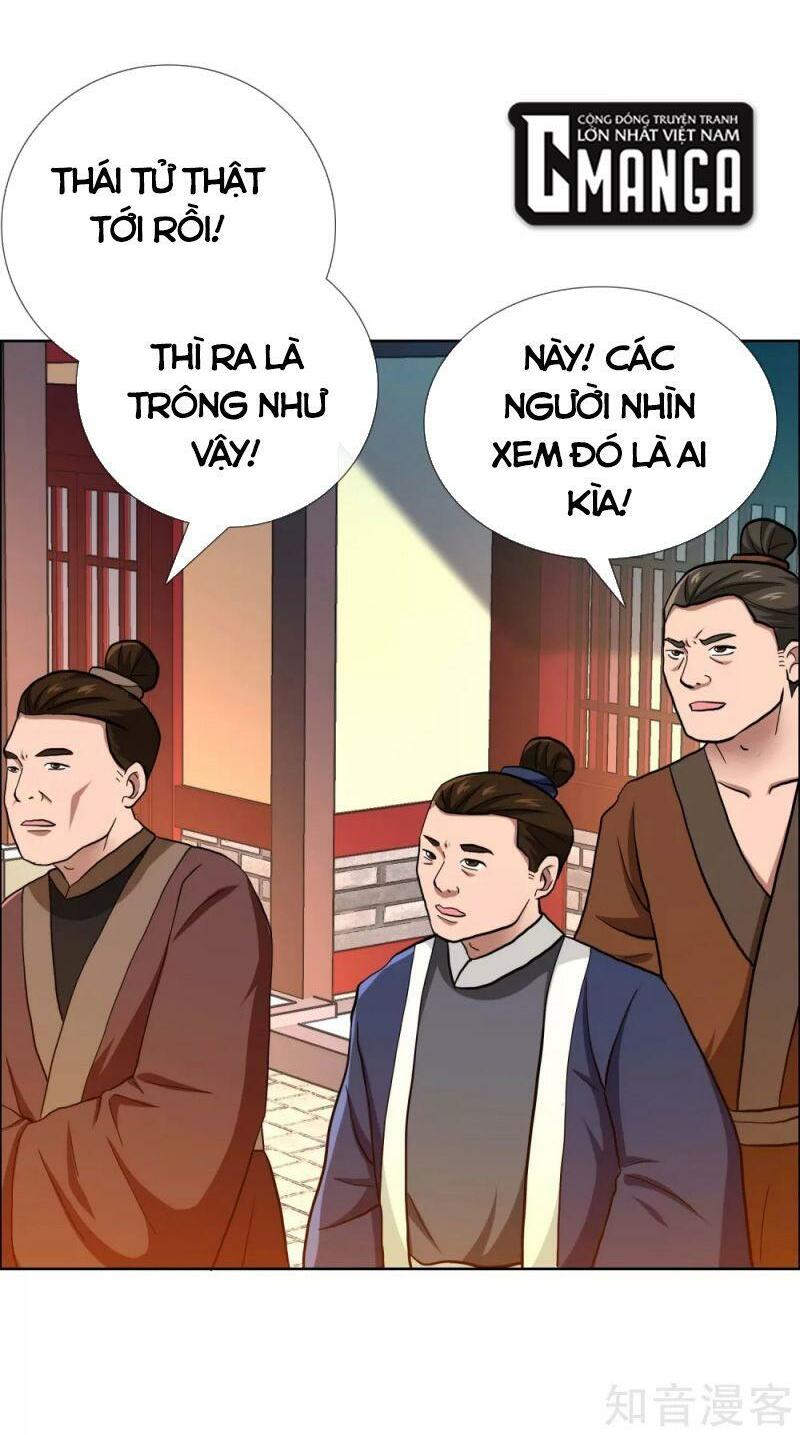 CỘNG ĐỒNG TRUYỆN TRANH
LỚN NHẤT VIỆT NAM
CMANGA
THÁI TỬ THẬT
TỚI RỒI!
THÌ RA LÀ
TRÔNG NHƯ
VẬY!
NÀY! CÁC
NGƯỜI NHÌN
XEM ĐÓ LÀ AI
KÌA!
知音漫客